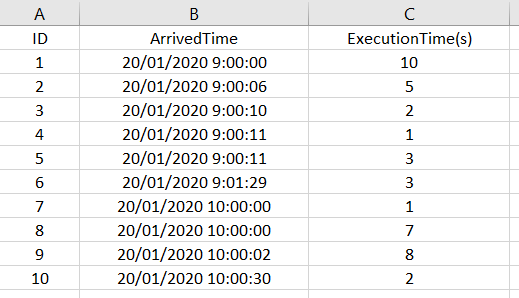 A B C
ID ArrivedTime ExecutionTime(s)
1 20/01/2020 9:00:00 10
2 20/01/2020 9:00:06 5
3 20/01/2020 9:00:10 2
4 20/01/2020 9:00:11 1
5 20/01/2020 9:00:11 3
6 20/01/2020 9:01:29 3
7 20/01/2020 10:00:00 1
8 20/01/2020 10:00:00 7
9 20/01/2020 10:00:02 8
10 20/01/2020 10:00:30 2